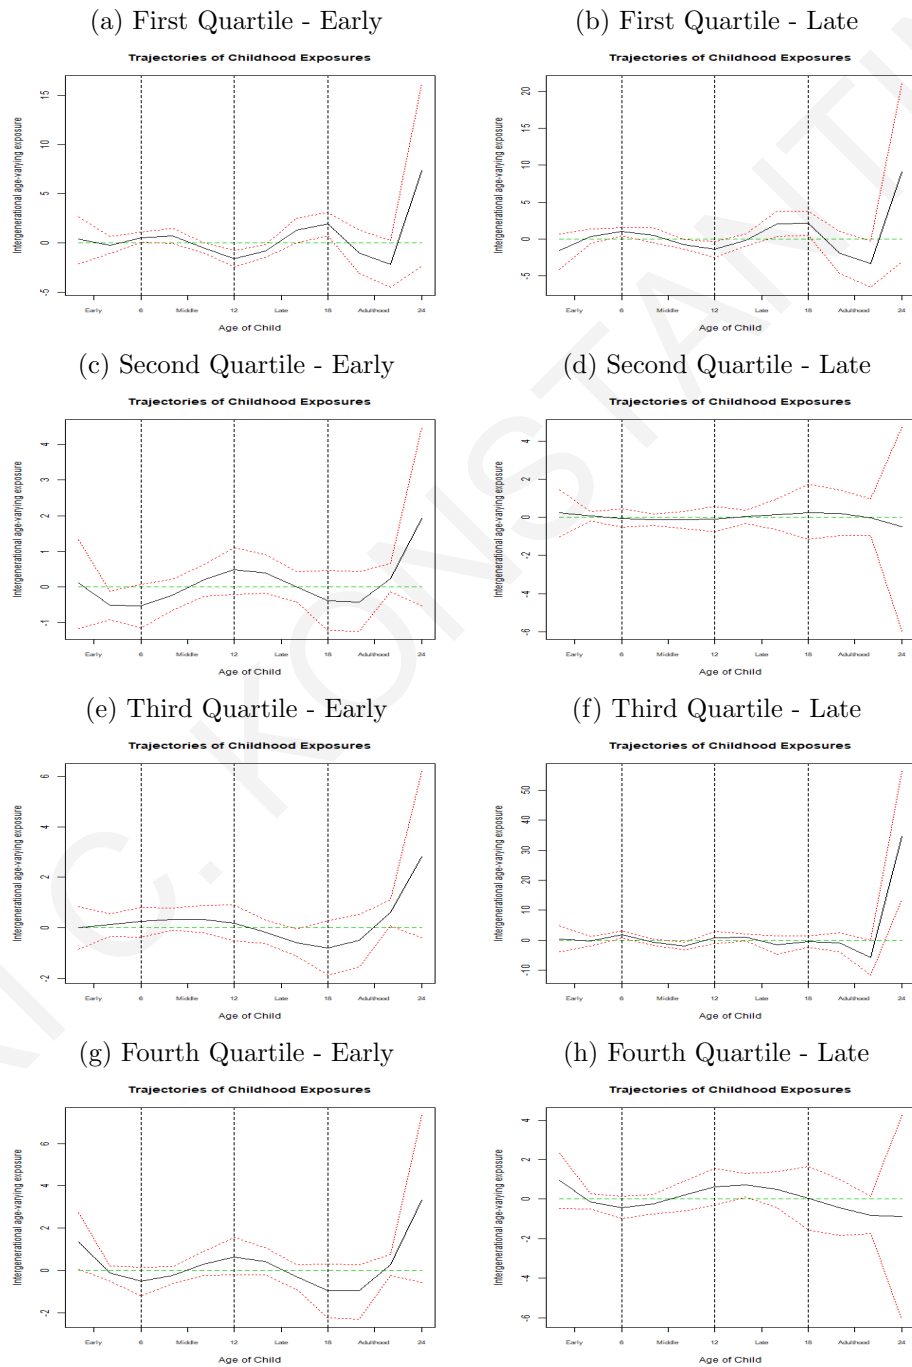 (a) First Quartile - Early
Trajectories of Childhood Exposures
Intergenerational age-varying exposure
15
10
5
0
-5
Early 6 Middle 12 Late 18 Adulthood 24
Age of Child
(b) First Quartile - Late
Trajectories of Childhood Exposures
Intergenerational age-varying exposure
20
15
10
5
0
-5
Early 6 Middle 12 Late 18 Adulthood 24
Age of Child
(c) Second Quartile - Early
Trajectories of Childhood Exposures
Intergenerational age-varying exposure
4
3
2
1
0
-1
Early 6 Middle 12 Late 18 Adulthood 24
Age of Child
(d) Second Quartile - Late
Trajectories of Childhood Exposures
Intergenerational age-varying exposure
4
2
0
-2
-4
-6
Early 6 Middle 12 Late 18 Adulthood 24
Age of Child
(e) Third Quartile - Early
Trajectories of Childhood Exposures
Intergenerational age-varying exposure
6
4
2
0
-2
Early 6 Middle 12 Late 18 Adulthood 24
Age of Child
(f) Third Quartile - Late
Trajectories of Childhood Exposures
Intergenerational age-varying exposure
50
40
30
20
10
0
-10
Early 6 Middle 12 Late 18 Adulthood 24
Age of Child
(g) Fourth Quartile - Early
Trajectories of Childhood Exposures
Intergenerational age-varying exposure
6
4
2
0
-2
Early 6 Middle 12 Late 18 Adulthood 24
Age of Child
(h) Fourth Quartile - Late
Trajectories of Childhood Exposures
Intergenerational age-varying exposure
4
2
0
-2
-4
-6
Early 6 Middle 12 Late 18 Adulthood 24
Age of Child